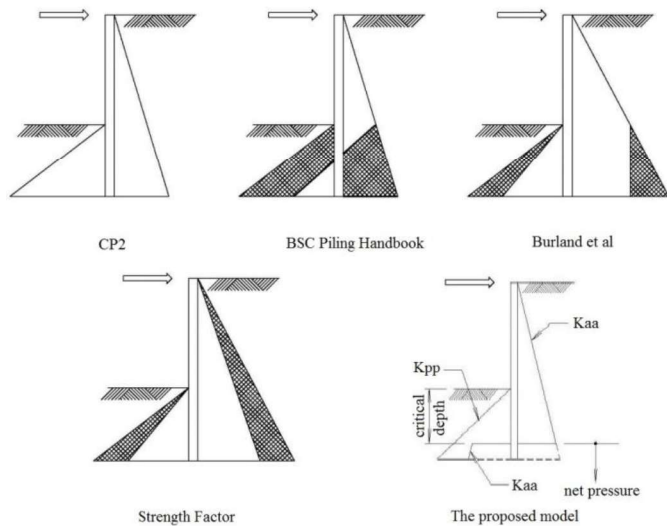 CP2
BSC Piling Handbook
Burland et al
Kaa
Kpp
critical
depth
Kaa
net pressure
Strength Factor
The proposed model